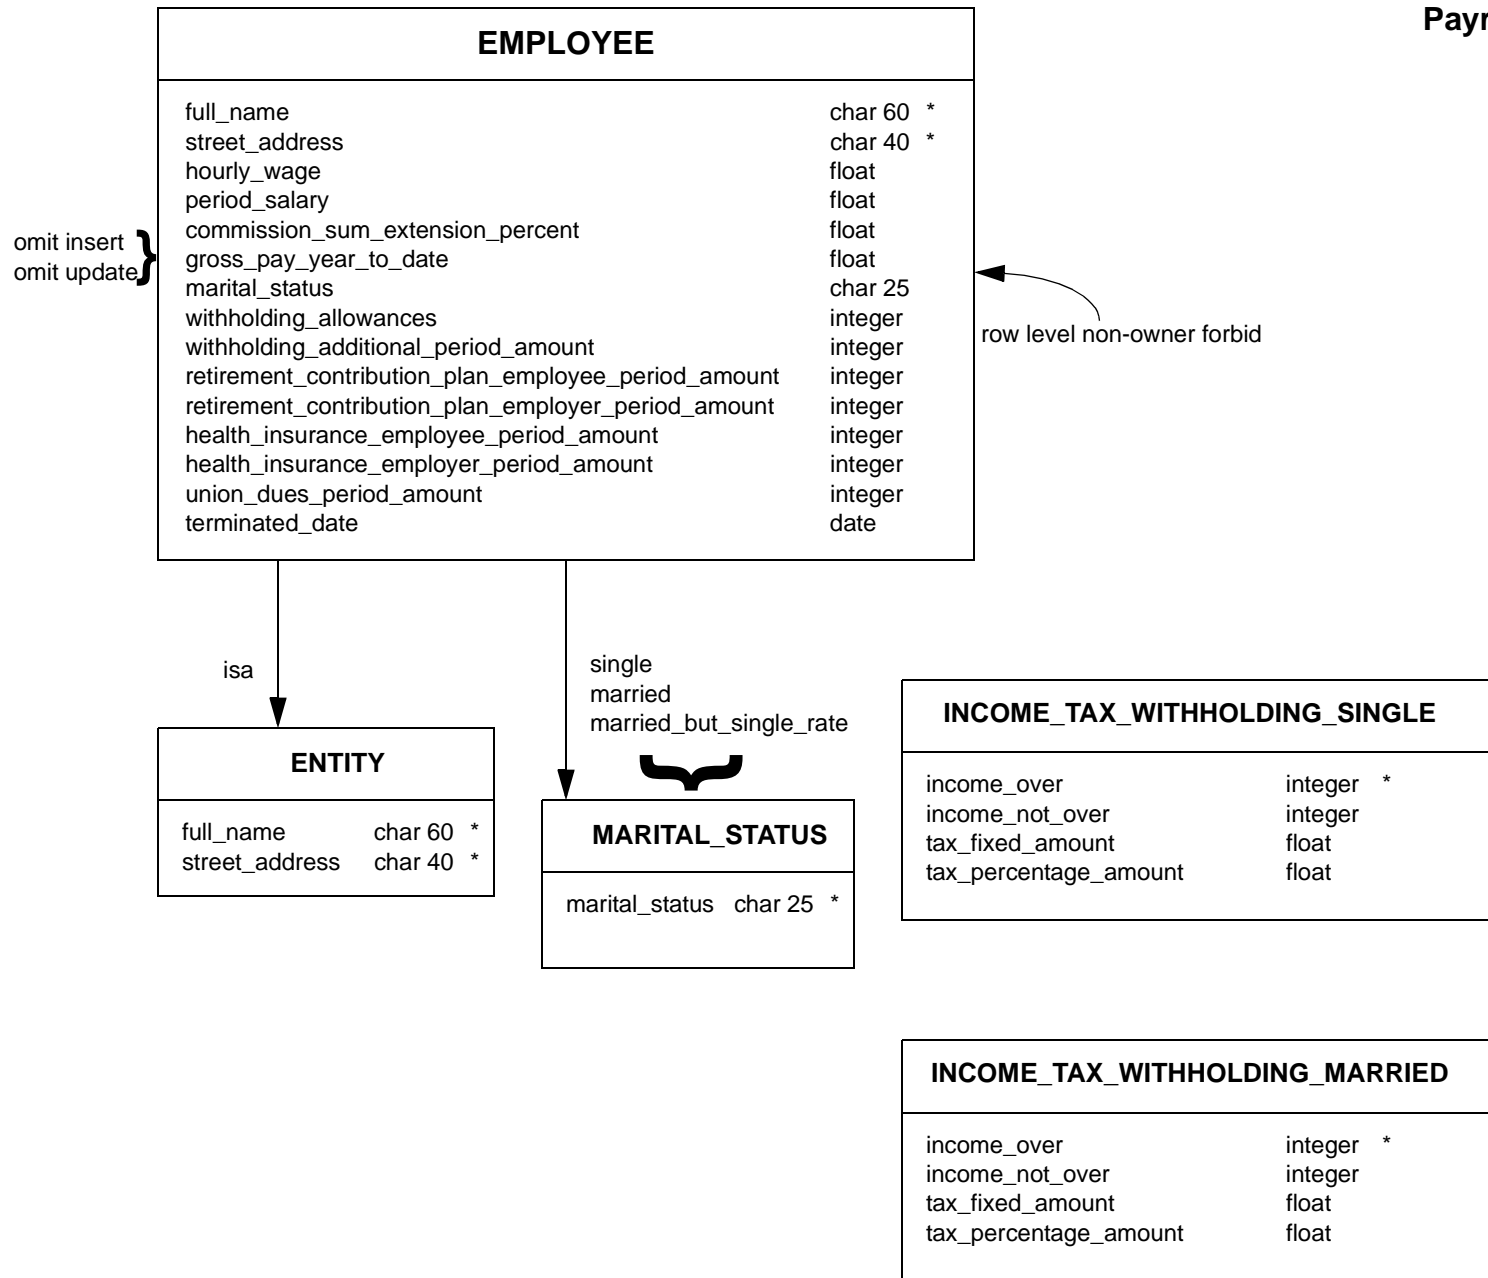 Payr
EMPLOYEE
full_name char 60 *
street_address char 40 *
hourly_wage float
period_salary float
commission_sum_extension_percent float
gross_pay_year_to_date float
marital_status char 25
withholding_allowances integer
withholding_additional_period_amount integer
retirement_contribution_plan_employee_period_amount integer
retirement_contribution_plan_employer_period_amount integer
health_insurance_employee_period_amount integer
health_insurance_employer_period_amount integer
union_dues_period_amount integer
terminated_date date
omit insert
omit update
row level non-owner forbid
isa
single
married
married_but_single_rate
ENTITY
full_name char 60 *
street_address char 40 *
MARITAL_STATUS
marital_status char 25 *
INCOME_TAX_WITHHOLDING_SINGLE
income_over integer *
income_not_over integer
tax_fixed_amount float
tax_percentage_amount float
INCOME_TAX_WITHHOLDING_MARRIED
income_over integer *
income_not_over integer
tax_fixed_amount float
tax_percentage_amount float